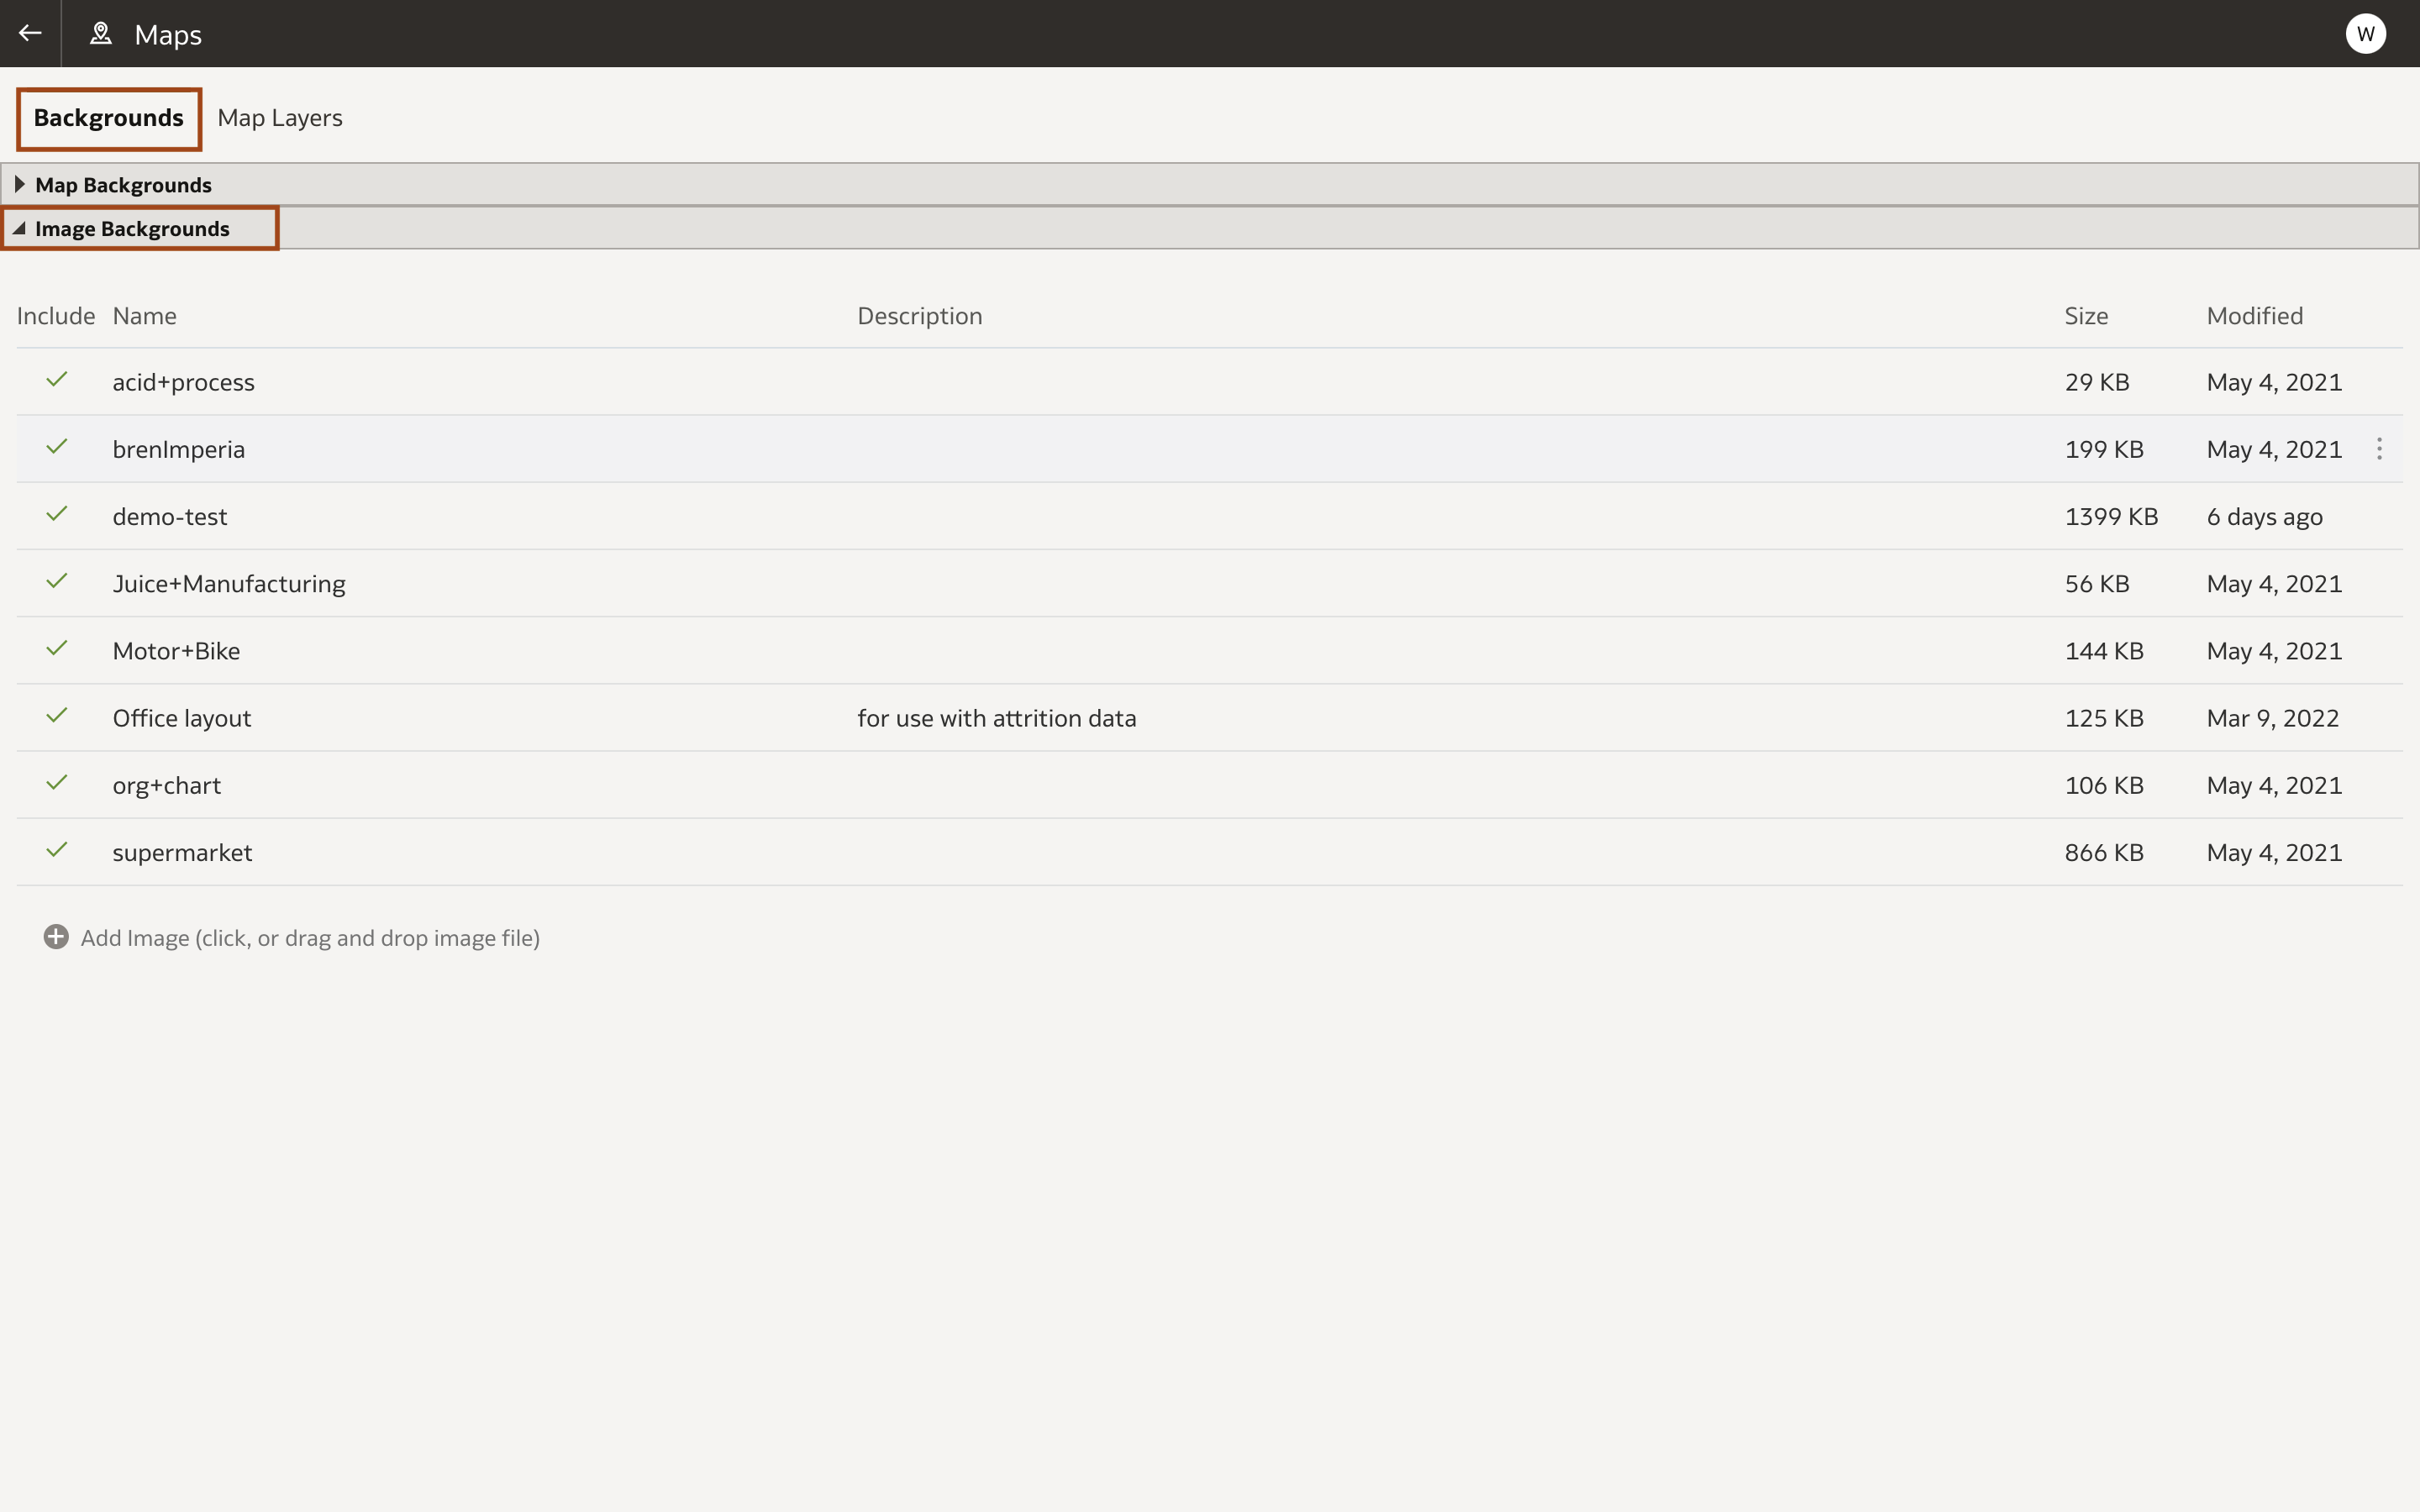 Maps
W
Backgrounds Map Layers
Map Backgrounds
Image Backgrounds
Include Name Description Size Modified
acid+process 29 KB May 4, 2021
brenImperia 199 KB May 4, 2021
demo-test 1399 KB 6 days ago
Juice+Manufacturing 56 KB May 4, 2021
Motor+Bike 144 KB May 4, 2021
Office layout for use with attrition data 125 KB Mar 9, 2022
org+chart 106 KB May 4, 2021
supermarket 866 KB May 4, 2021
Add Image (click, or drag and drop image file)